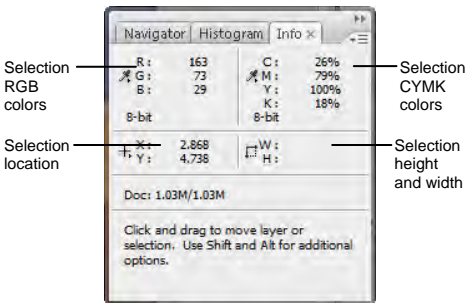 Navigator Histogram Info ×
Selection
RGB
colors
R: 163
G: 73
B: 29
8-bit
C: 26%
M: 79%
Y: 100%
K: 18%
8-bit
Selection
CYMK
colors
Selection
location
X: 2.868
Y: 4.738
W:
H:
Selection
height
and width
Doc: 1.03M/1.03M
Click and drag to move layer or
selection. Use Shift and Alt for additional
options.